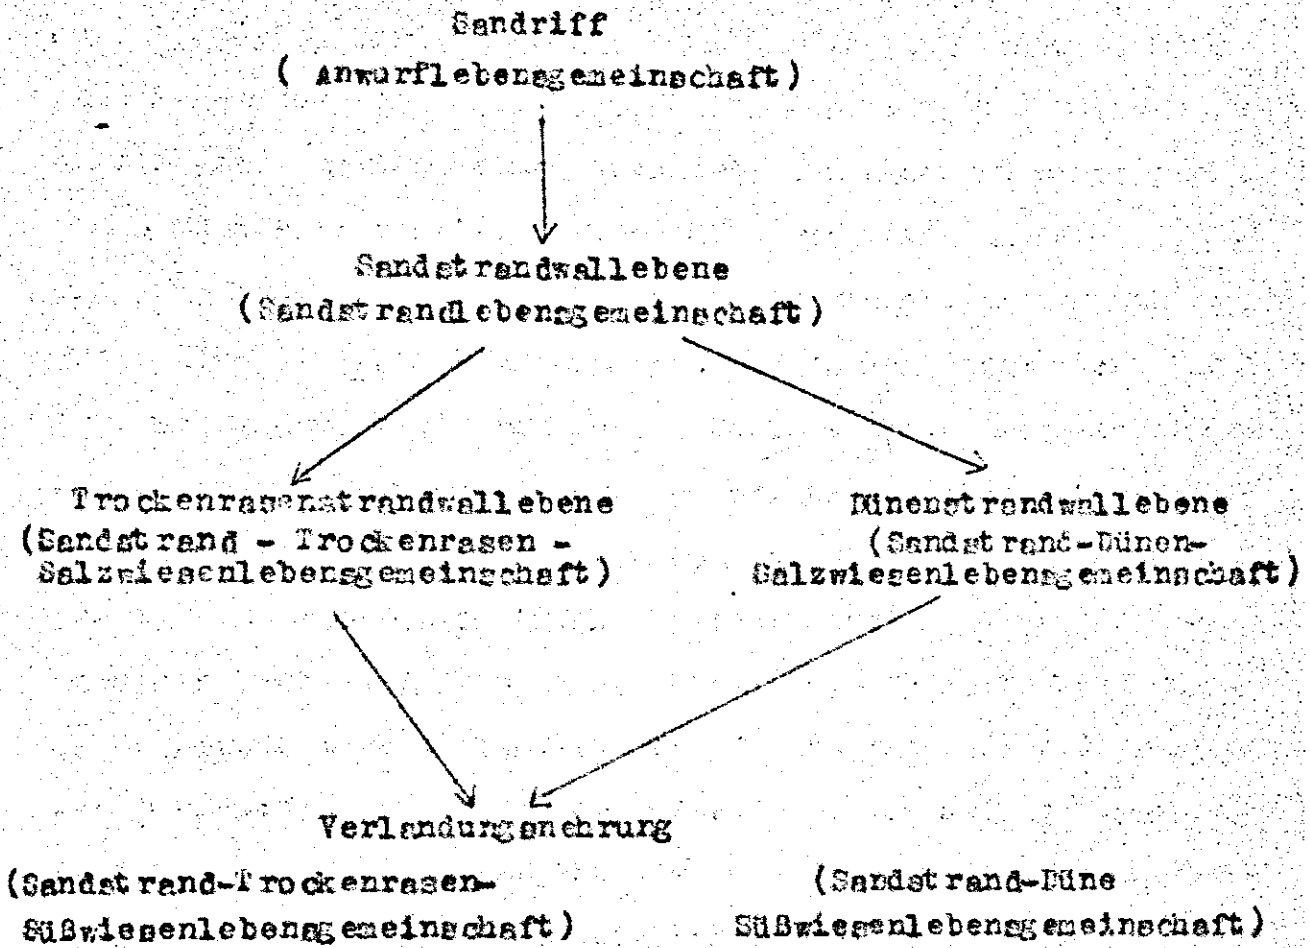 Sandriff
( Anwurflebensgemeinschaft)
Sandstrandwallebene
(Sandstrandlebensgemeinschaft)
Trockenrasenstrandwallebene
(Sandstrand - Trockenrasen -
Salzwiesenlebensgemeinschaft)
Dünenstrandwallebene
(Sandstrand-Dünen-
Salzwiesenlebensgemeinschaft)
Verlandungsnehrung
(Sandstrand-Trockenrasen-
Süßwiesenlebensgemeinschaft)
(Sandstrand-Düne
Süßwiesenlebensgemeinschaft)